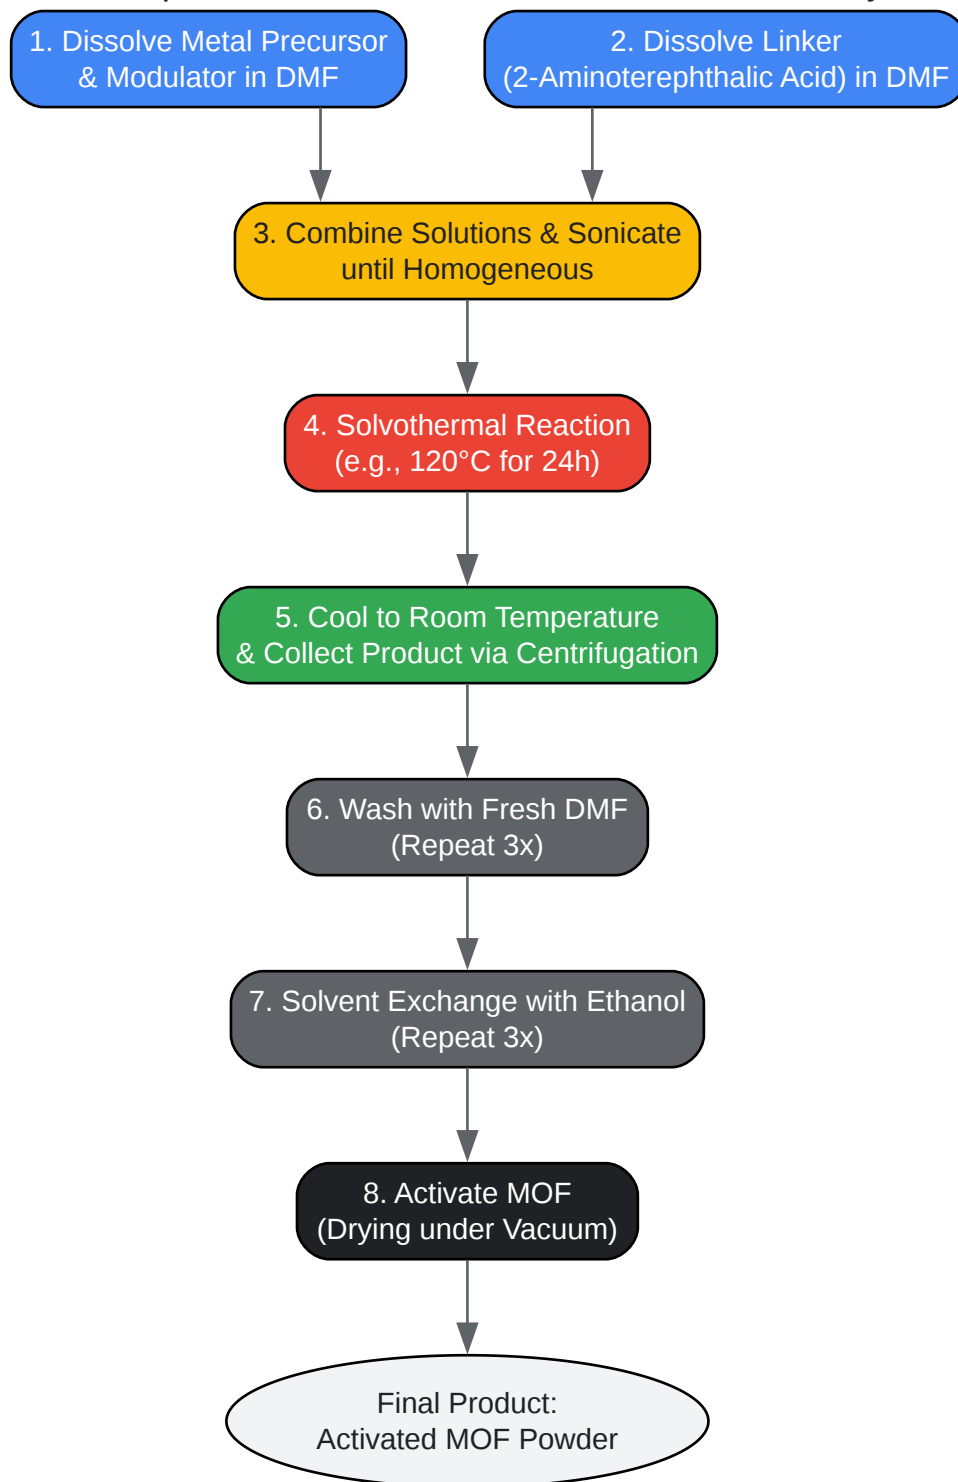 1. Dissolve Metal Precursor
& Modulator in DMF
2. Dissolve Linker
(2-Aminoterephthalic Acid) in DMF
3. Combine Solutions & Sonicate
until Homogeneous
4. Solvothermal Reaction
(e.g., 120°C for 24h)
5. Cool to Room Temperature
& Collect Product via Centrifugation
6. Wash with Fresh DMF
(Repeat 3x)
7. Solvent Exchange with Ethanol
(Repeat 3x)
8. Activate MOF
(Drying under Vacuum)
Final Product:
Activated MOF Powder